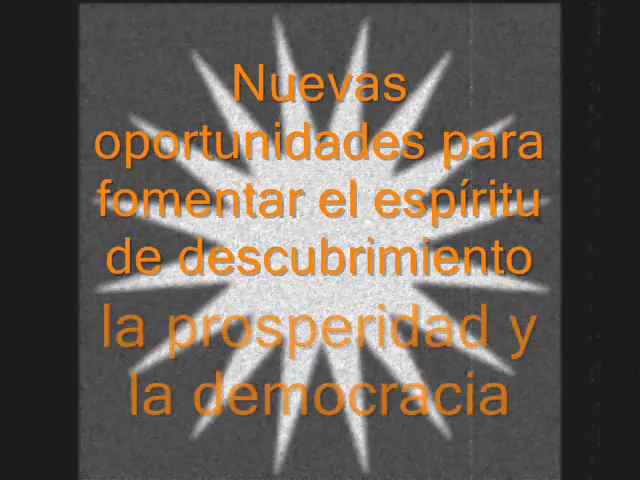 Nuevas
oportunidades para
fomentar el espíritu
de descubrimiento
la prosperidad y
la democracia